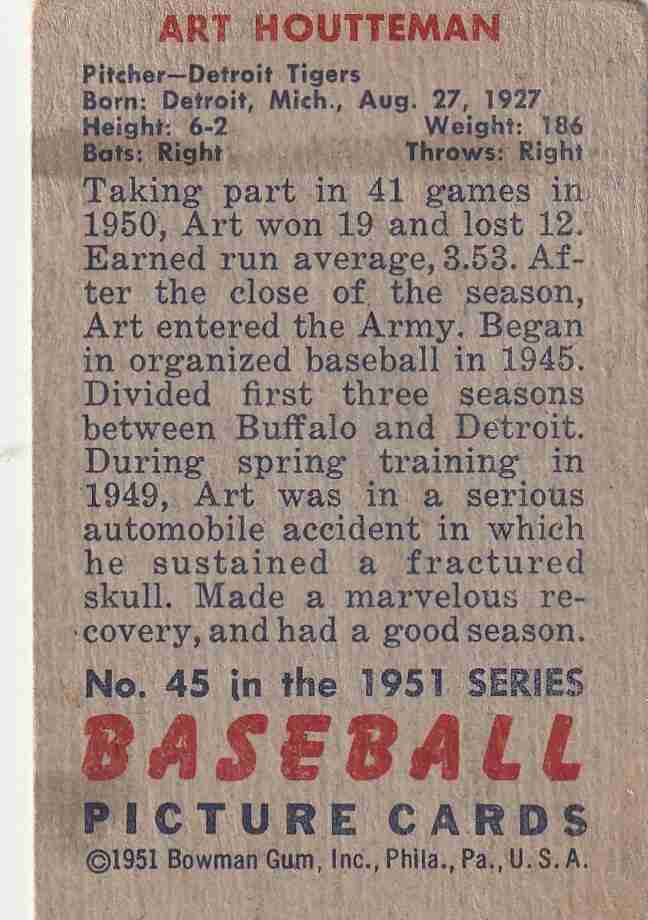 ART HOUTTEMAN
Pitcher—Detroit Tigers
Born: Detroit, Mich., Aug. 27, 1927
Height: 6-2 Weight: 186
Bats: Right Throws: Right
Taking part in 41 games in
1950, Art won 19 and lost 12.
Earned run average, 3.53. Af-
ter the close of the season,
Art entered the Army. Began
in organized baseball in 1945.
Divided first three seasons
between Buffalo and Detroit.
During spring training in
1949, Art was in a serious
automobile accident in which
he sustained a fractured
skull. Made a marvelous re-
covery, and had a good season.
No. 45 in the 1951 SERIES
BASEBALL
PICTURE CARDS
©1951 Bowman Gum, Inc., Phila., Pa., U.S.A.